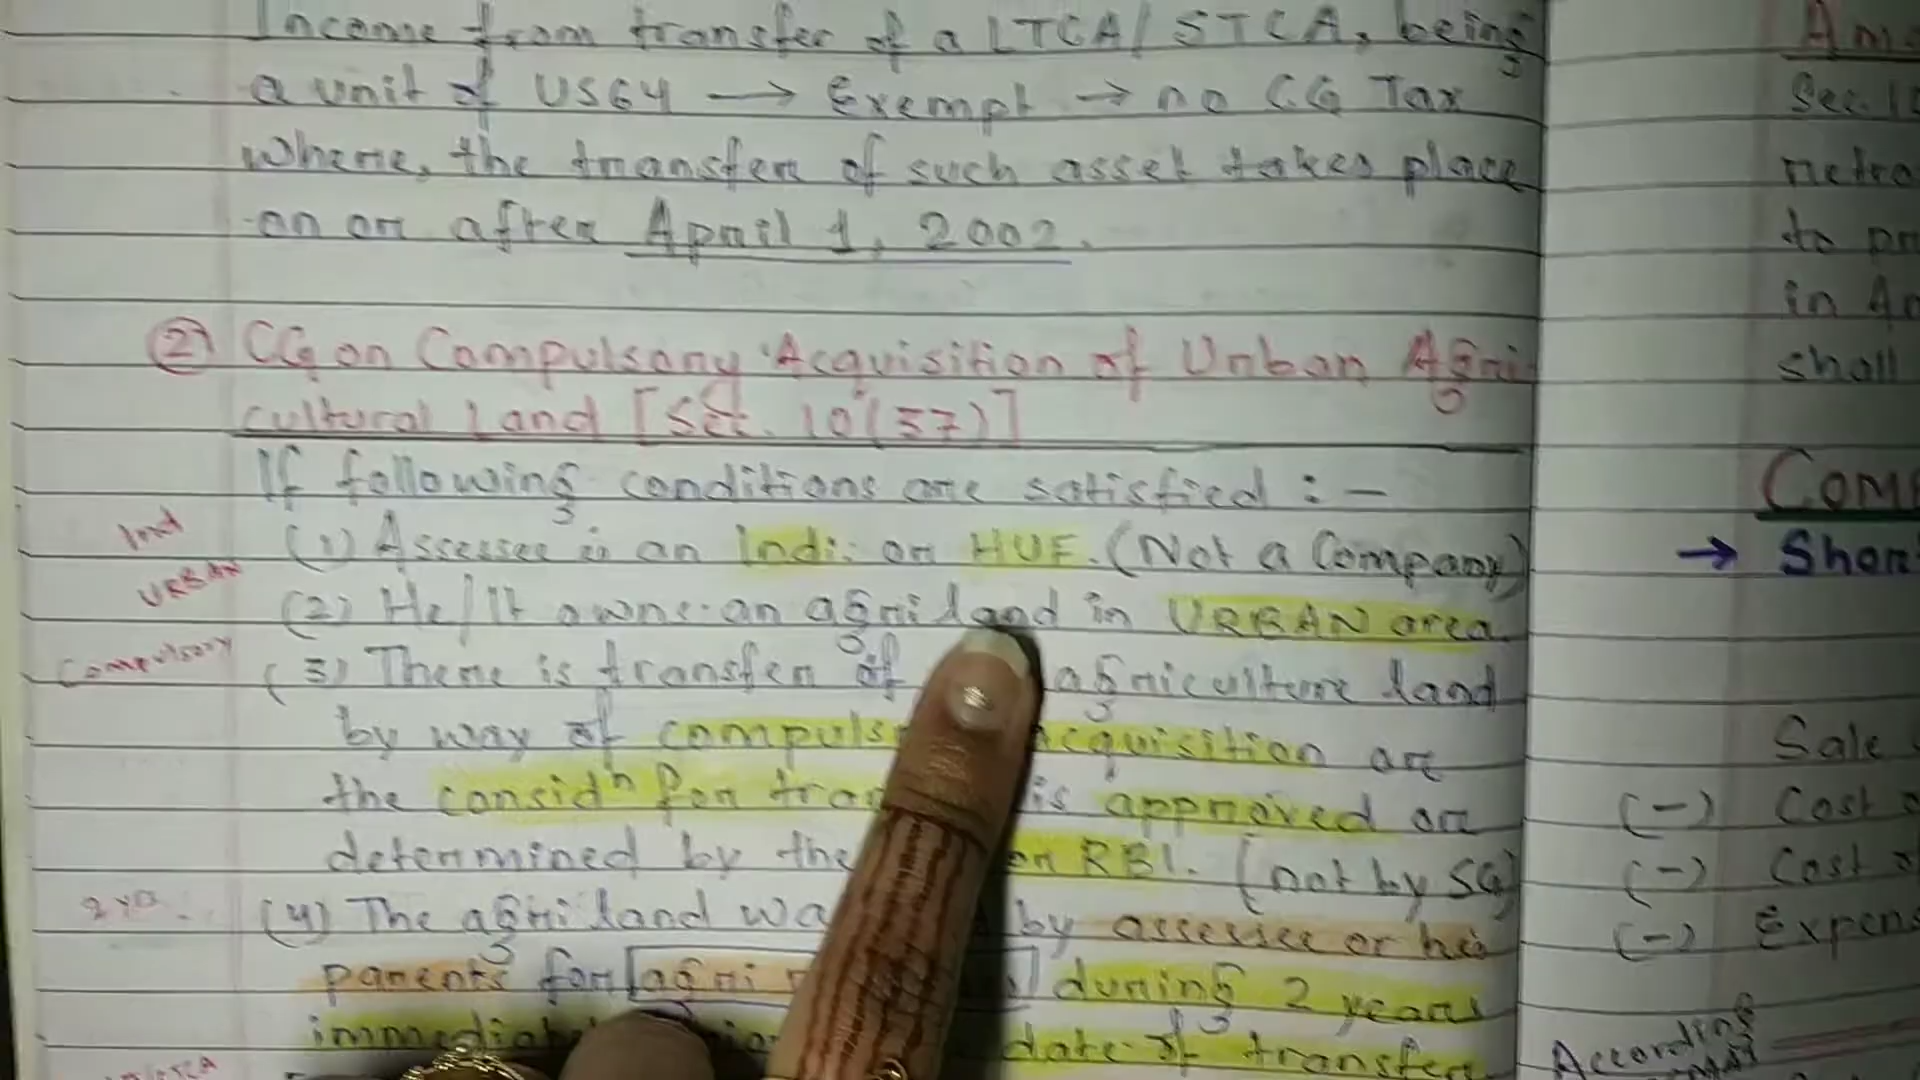 Income from transfer of a LTCA/ STCA, being
a unit of US64 → Exempt → no CG Tax
Where, the transfer of such asset takes place
on or after April 1, 2002.
(2) CG on Compulsory Acquisition of Urban Agri-
cultural Land [Sec. 10(37)]
If following conditions are satisfied : -
Ind
(1) Assessee is an Indi. or HUF. (Not a Company)
URBAN
(2) He/It owns an agri land in URBAN area.
Compulsory
(3) There is transfer of agriculture land
by way of compuls acquisition or
the considn for tran is approved or
determined by the or RBI. (not by SG)
2 yrs.
(4) The agri land wa by assessee or his
parents for agri during 2 years
immediat date of transfer
Sec. 10
to
in
shall
→
Sale
(-) Cost
(-) Cost
(-) Expens
According